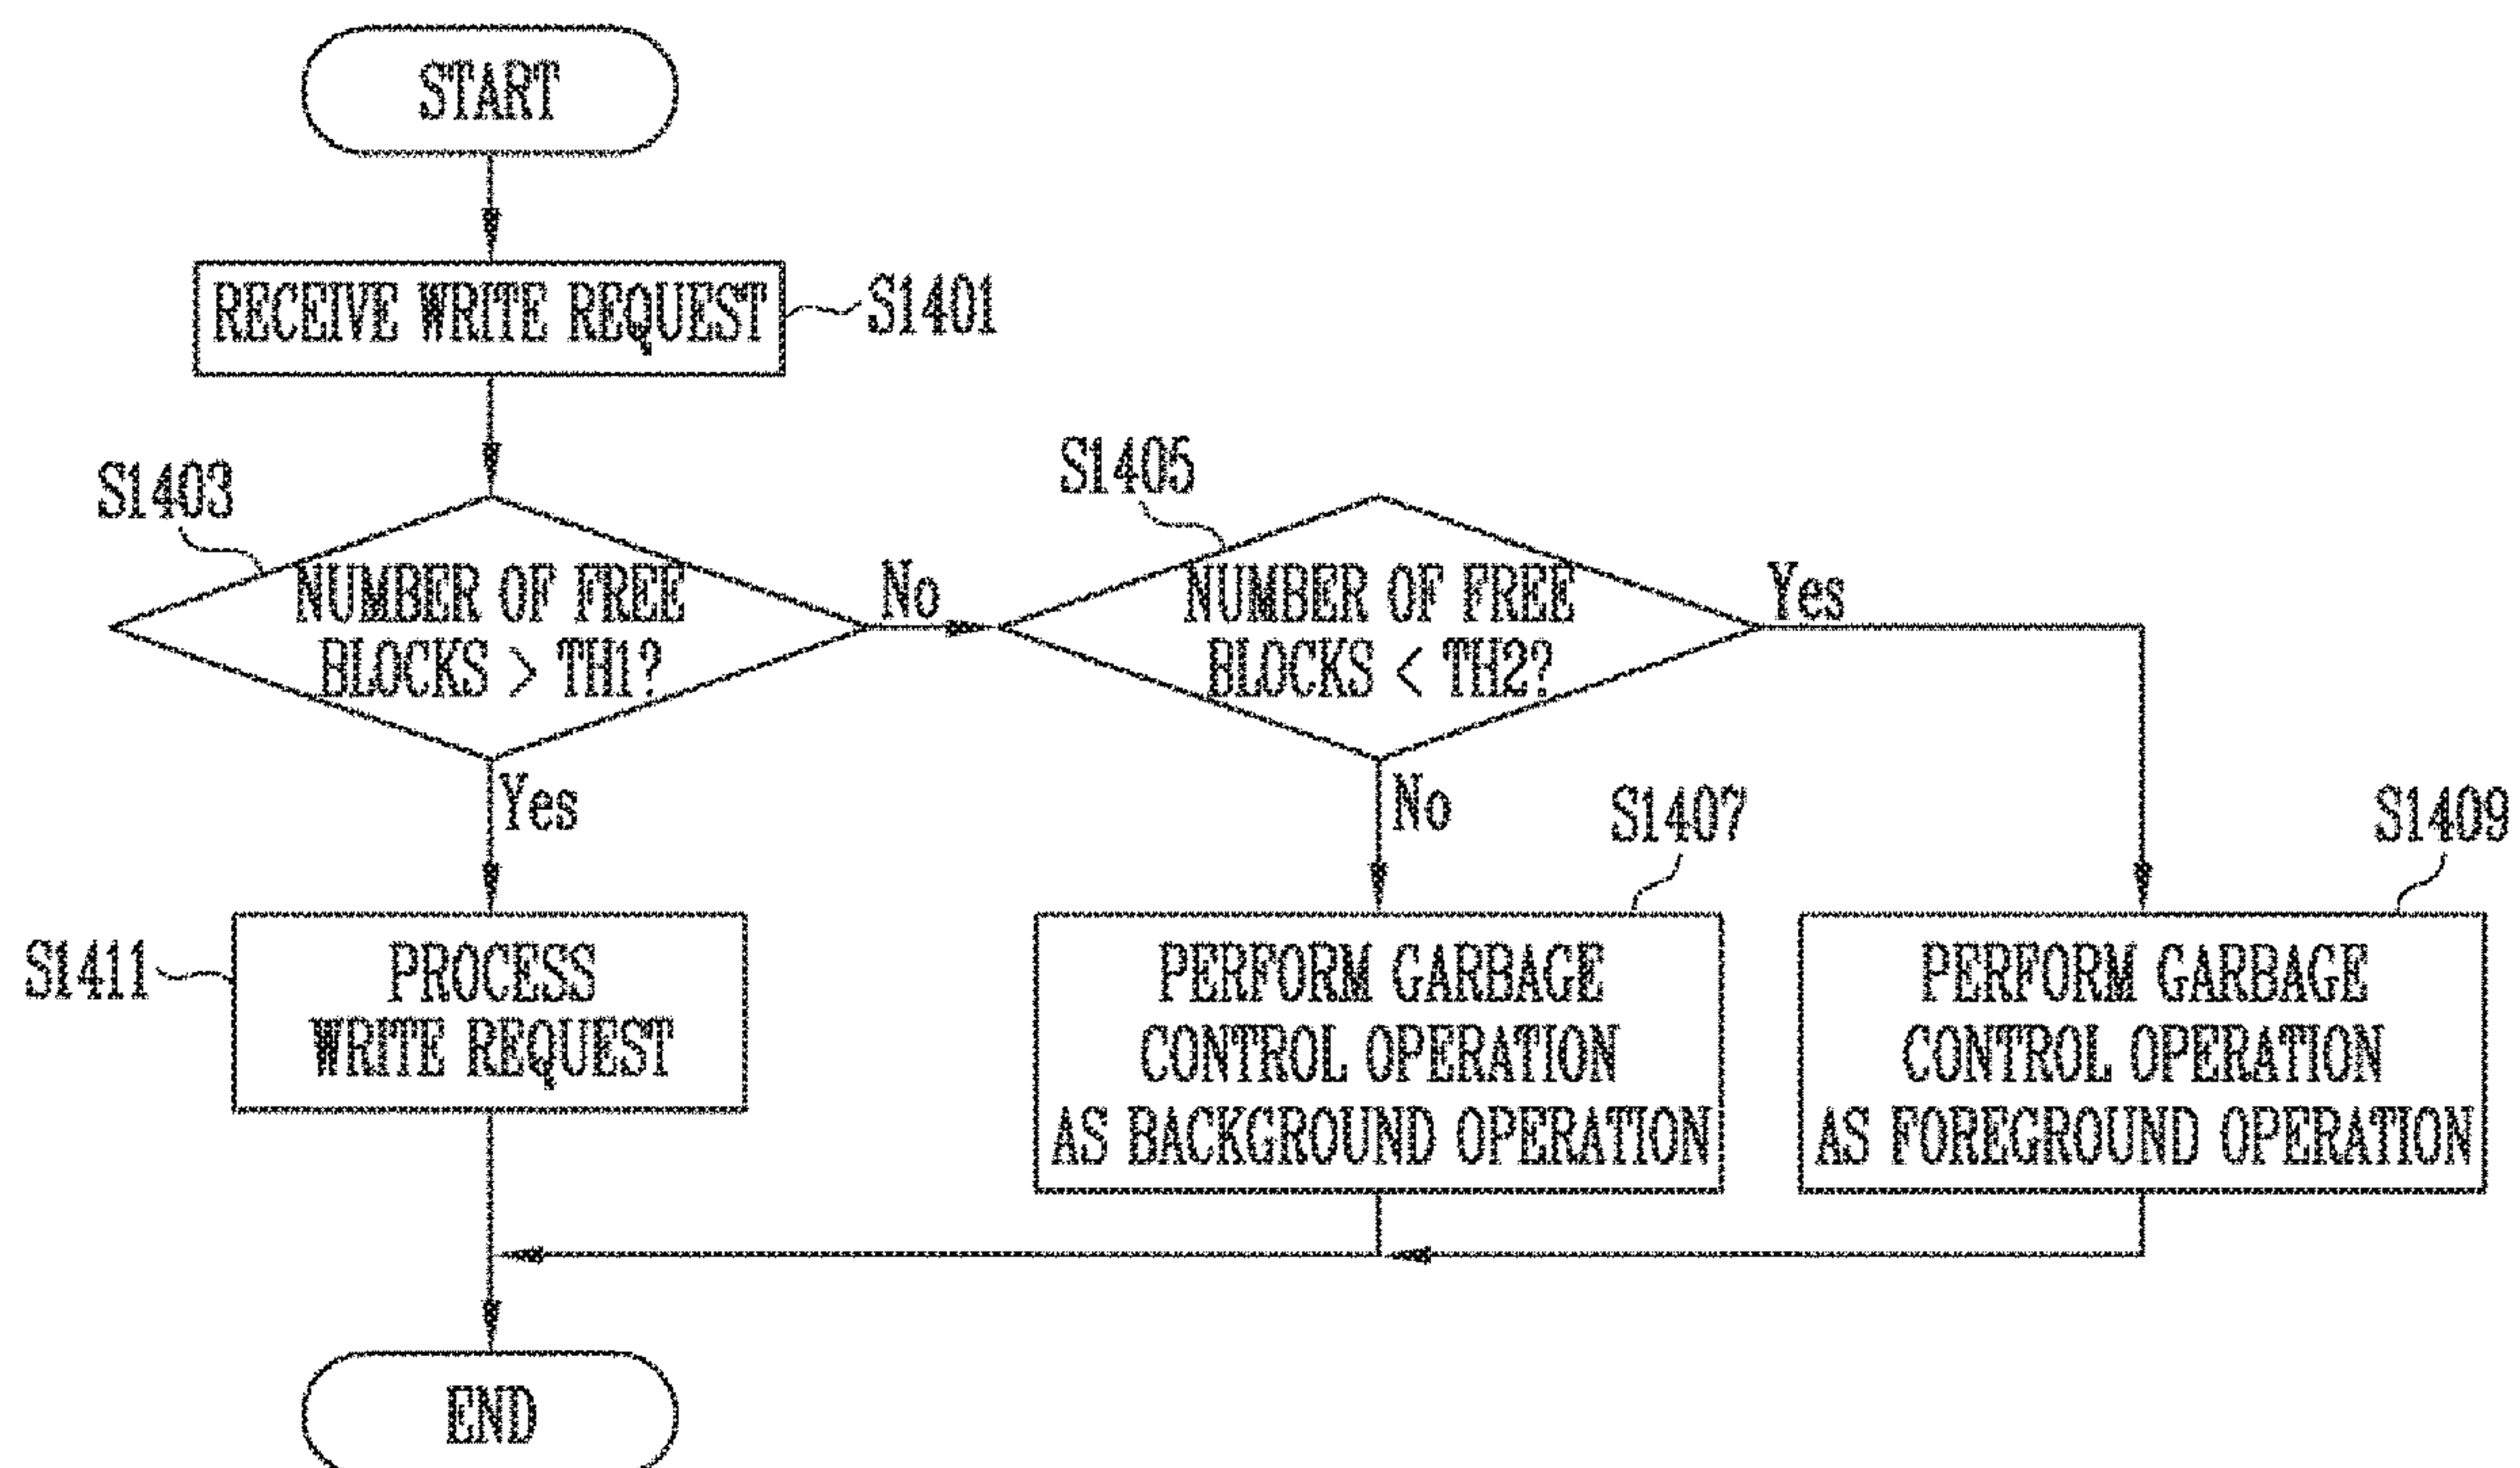 START
RECEIVE WRITE REQUEST
S1401
S1403
NUMBER OF FREE
BLOCKS > TH1?
No
Yes
S1405
NUMBER OF FREE
BLOCKS < TH2?
Yes
No
S1411
PROCESS
WRITE REQUEST
S1407
PERFORM GARBAGE
CONTROL OPERATION
AS BACKGROUND OPERATION
S1409
PERFORM GARBAGE
CONTROL OPERATION
AS FOREGROUND OPERATION
END